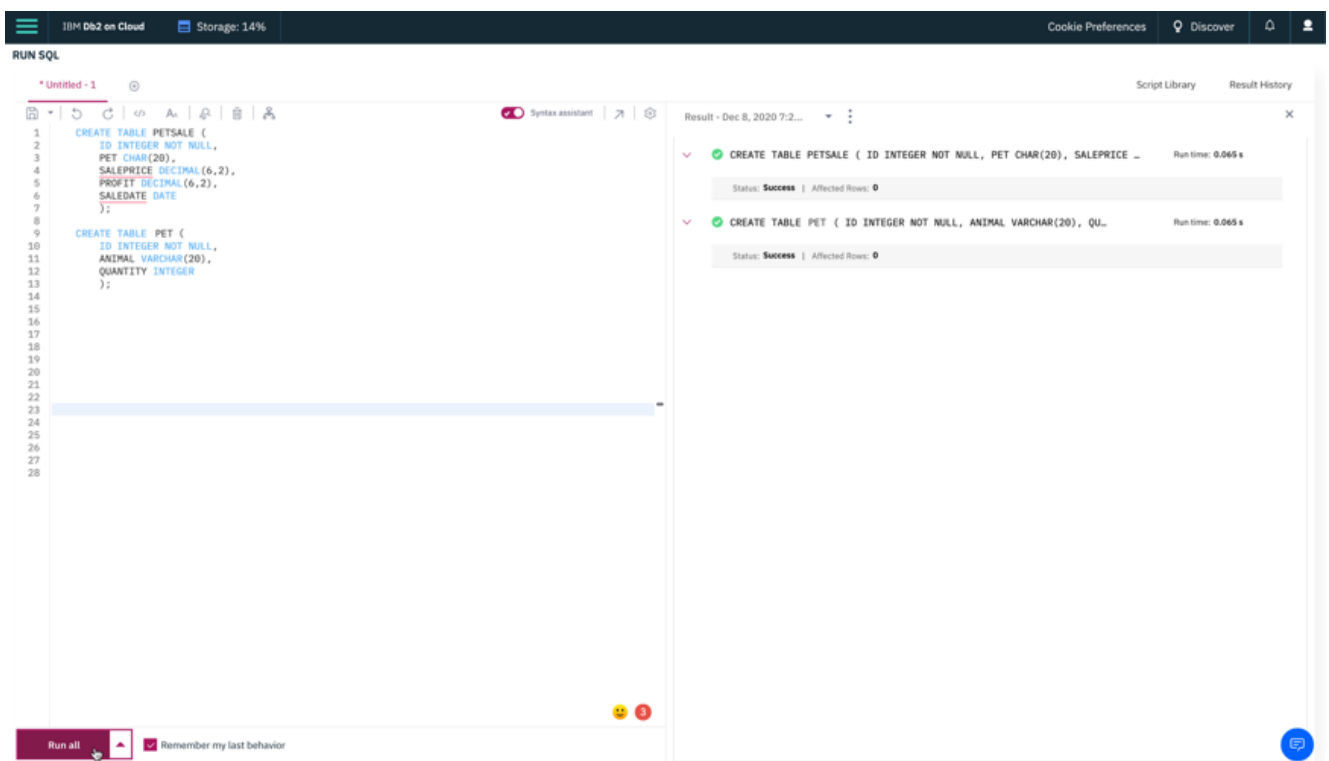 IBM Db2 on Cloud Storage: 14% Cookie Preferences Discover
RUN SQL
* Untitled - 1 Script Library Result History
Syntax assistant
Result - Dec 8, 2020 7:2...
1 CREATE TABLE PETSALE (
2 ID INTEGER NOT NULL,
3 PET CHAR(20),
4 SALEPRICE DECIMAL(6,2),
5 PROFIT DECIMAL(6,2),
6 SALEDATE DATE
7 );
8
9 CREATE TABLE PET (
10 ID INTEGER NOT NULL,
11 ANIMAL VARCHAR(20),
12 QUANTITY INTEGER
13 );
14
15
16
17
18
19
20
21
22
23
24
25
26
27
28
CREATE TABLE PETSALE ( ID INTEGER NOT NULL, PET CHAR(20), SALEPRICE … Run time: 0.065 s
Status: Success | Affected Rows: 0
CREATE TABLE PET ( ID INTEGER NOT NULL, ANIMAL VARCHAR(20), QU… Run time: 0.065 s
Status: Success | Affected Rows: 0
3
Run all Remember my last behavior